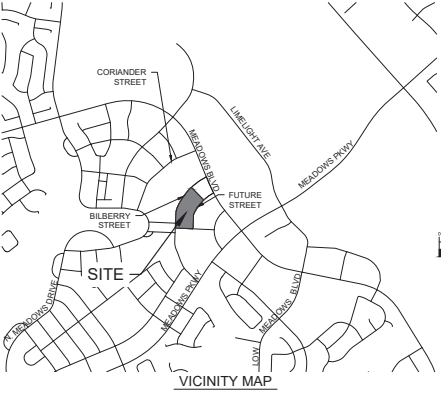 CORIANDER
STREET
LIMELIGHT AVE
MEADOWS BLVD
MEADOWS PKWY
FUTURE
STREET
BILBERRY
STREET
SITE
N. MEADOWS DRIVE
MEADOWS PKWY
MEADOWS BLVD
LOW
VICINITY MAP